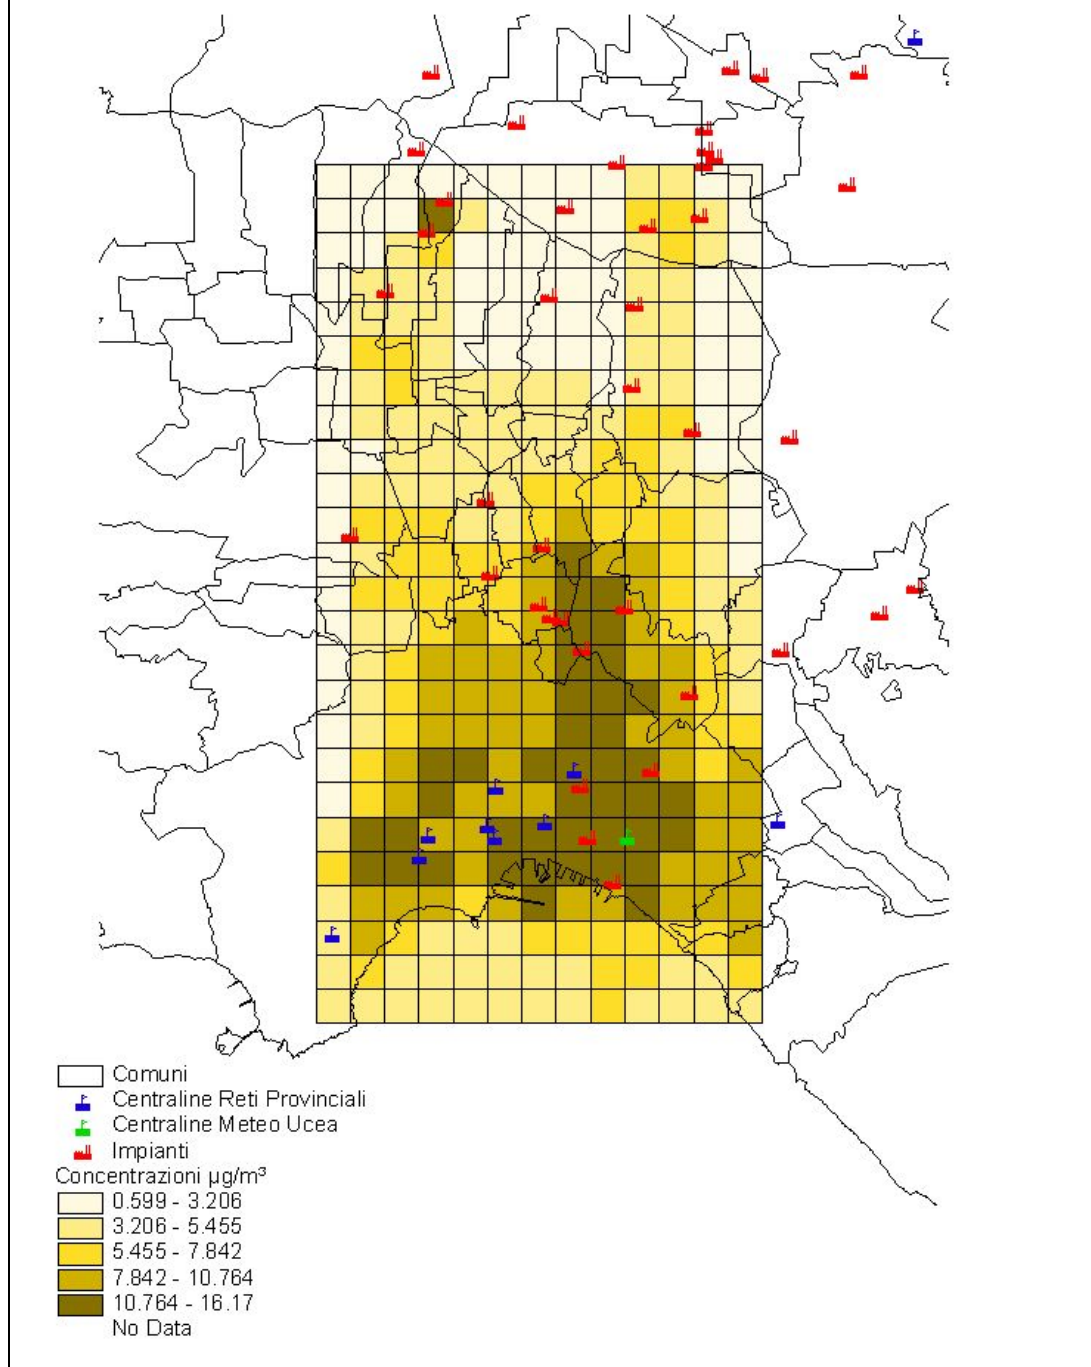 Comuni
Centraline Reti Provinciali
Centraline Meteo Ucea
Impianti
Concentrazioni µg/m³
0.599 - 3.206
3.206 - 5.455
5.455 - 7.842
7.842 - 10.764
10.764 - 16.17
No Data